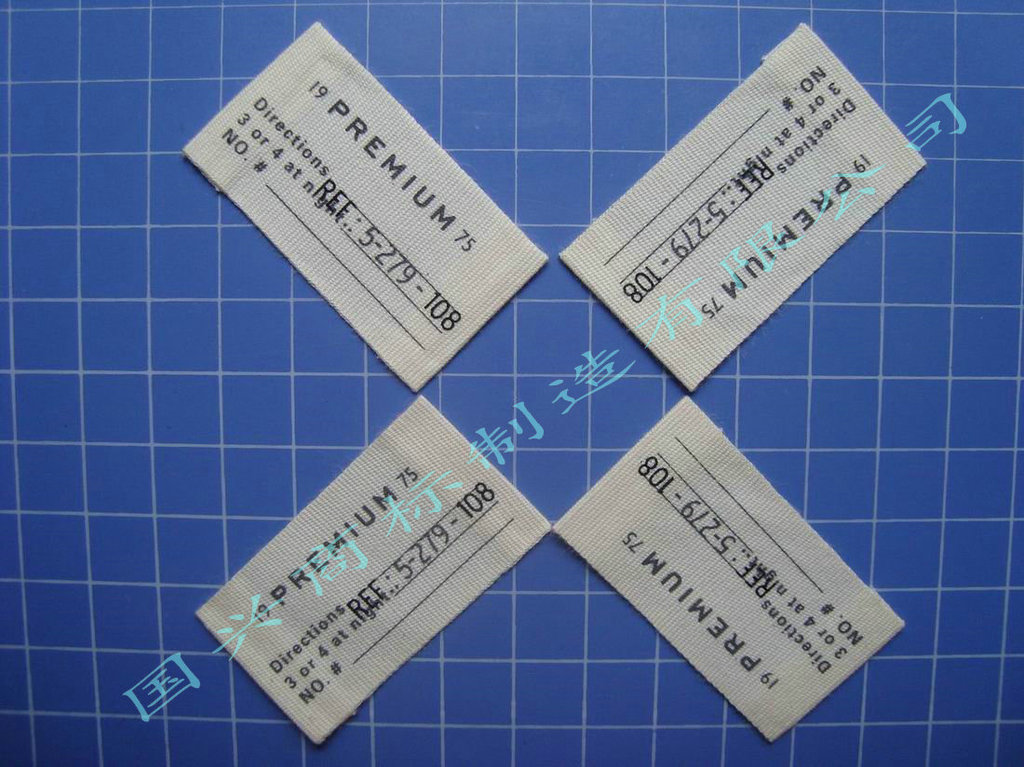 19 PREMIUM 75
Directions
3 or 4 at night.
REF.: 5-279-108
NO. #
19 PREMIUM 75
Directions
3 or 4 at night.
REF.: 5-279-108
NO. #
19 PREMIUM 75
Directions
3 or 4 at night.
REF.: 5-279-108
NO. #
19 PREMIUM 75
Directions
3 or 4 at night.
REF.: 5-279-108
NO. #
国兴商标制造有限公司